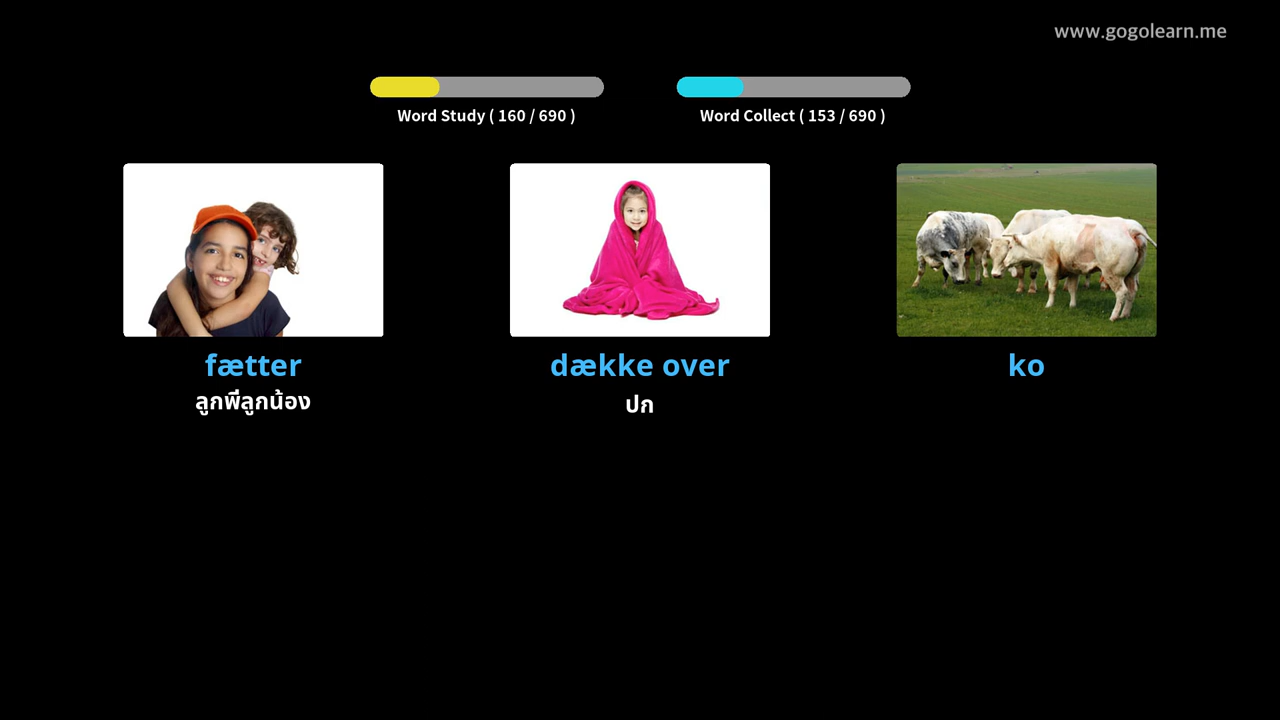 www.gogolearn.me
Word Study ( 160 / 690 )
Word Collect ( 153 / 690 )
fætter
ลูกพี่ลูกน้อง
dække over
ปก
ko